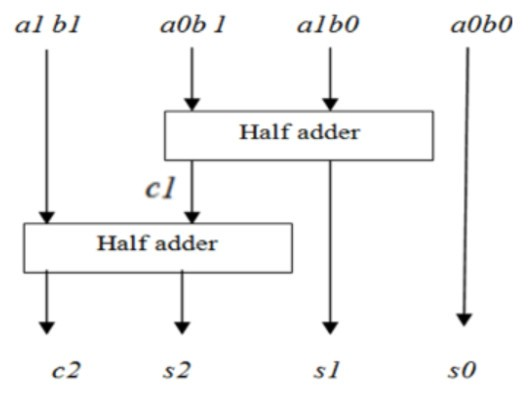 a1 b1 a0b 1 a1b0 a0b0
Half adder
c1
Half adder
c2 s2 s1 s0